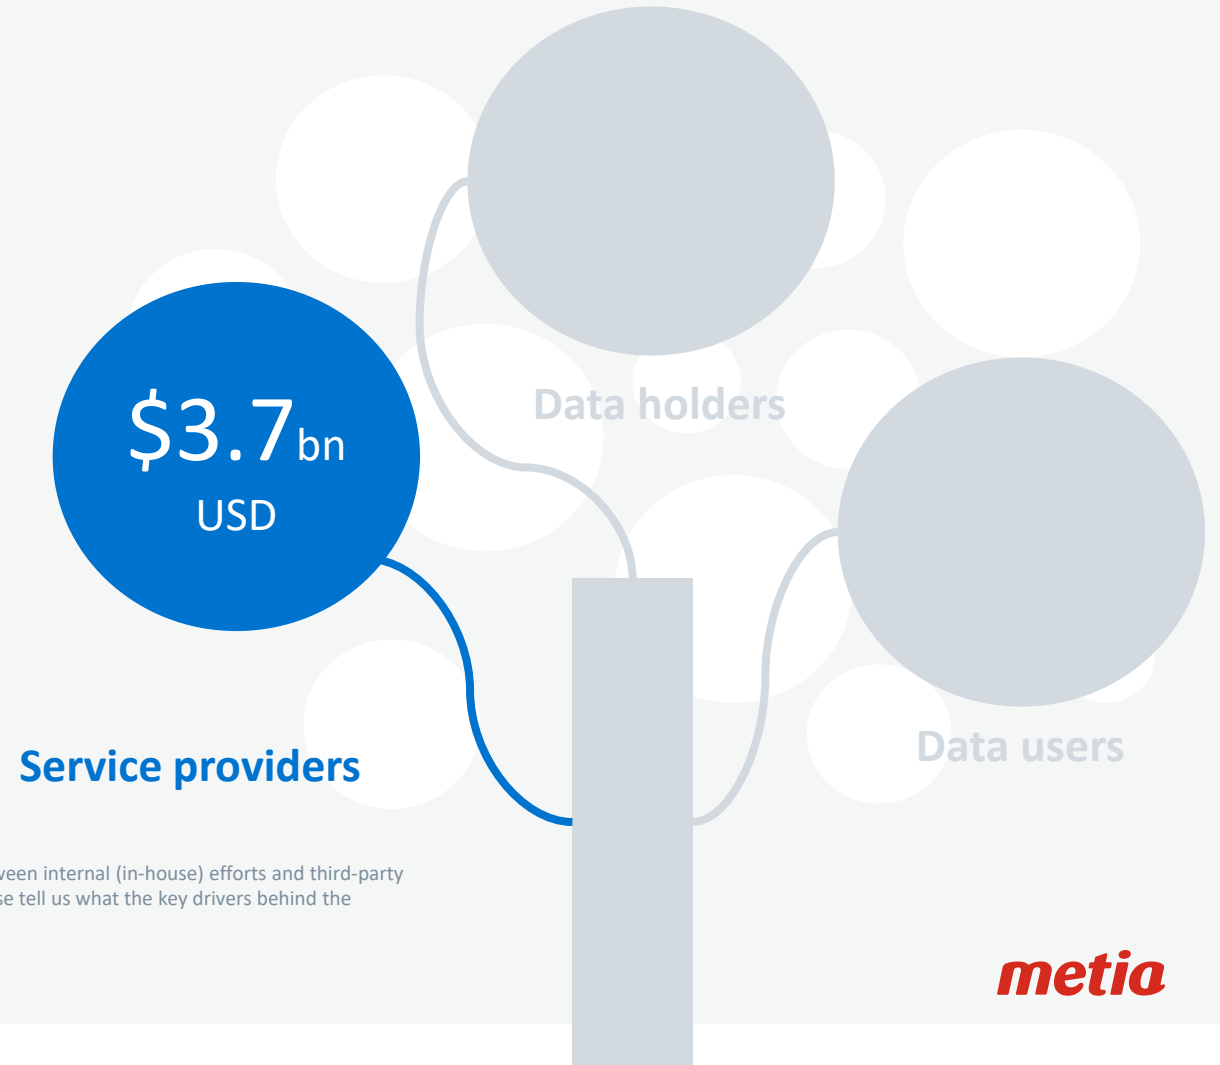 Data holders
$3.7bn
USD
Data users
Service providers
ween internal (in-house) efforts and third-party
se tell us what the key drivers behind the
metia